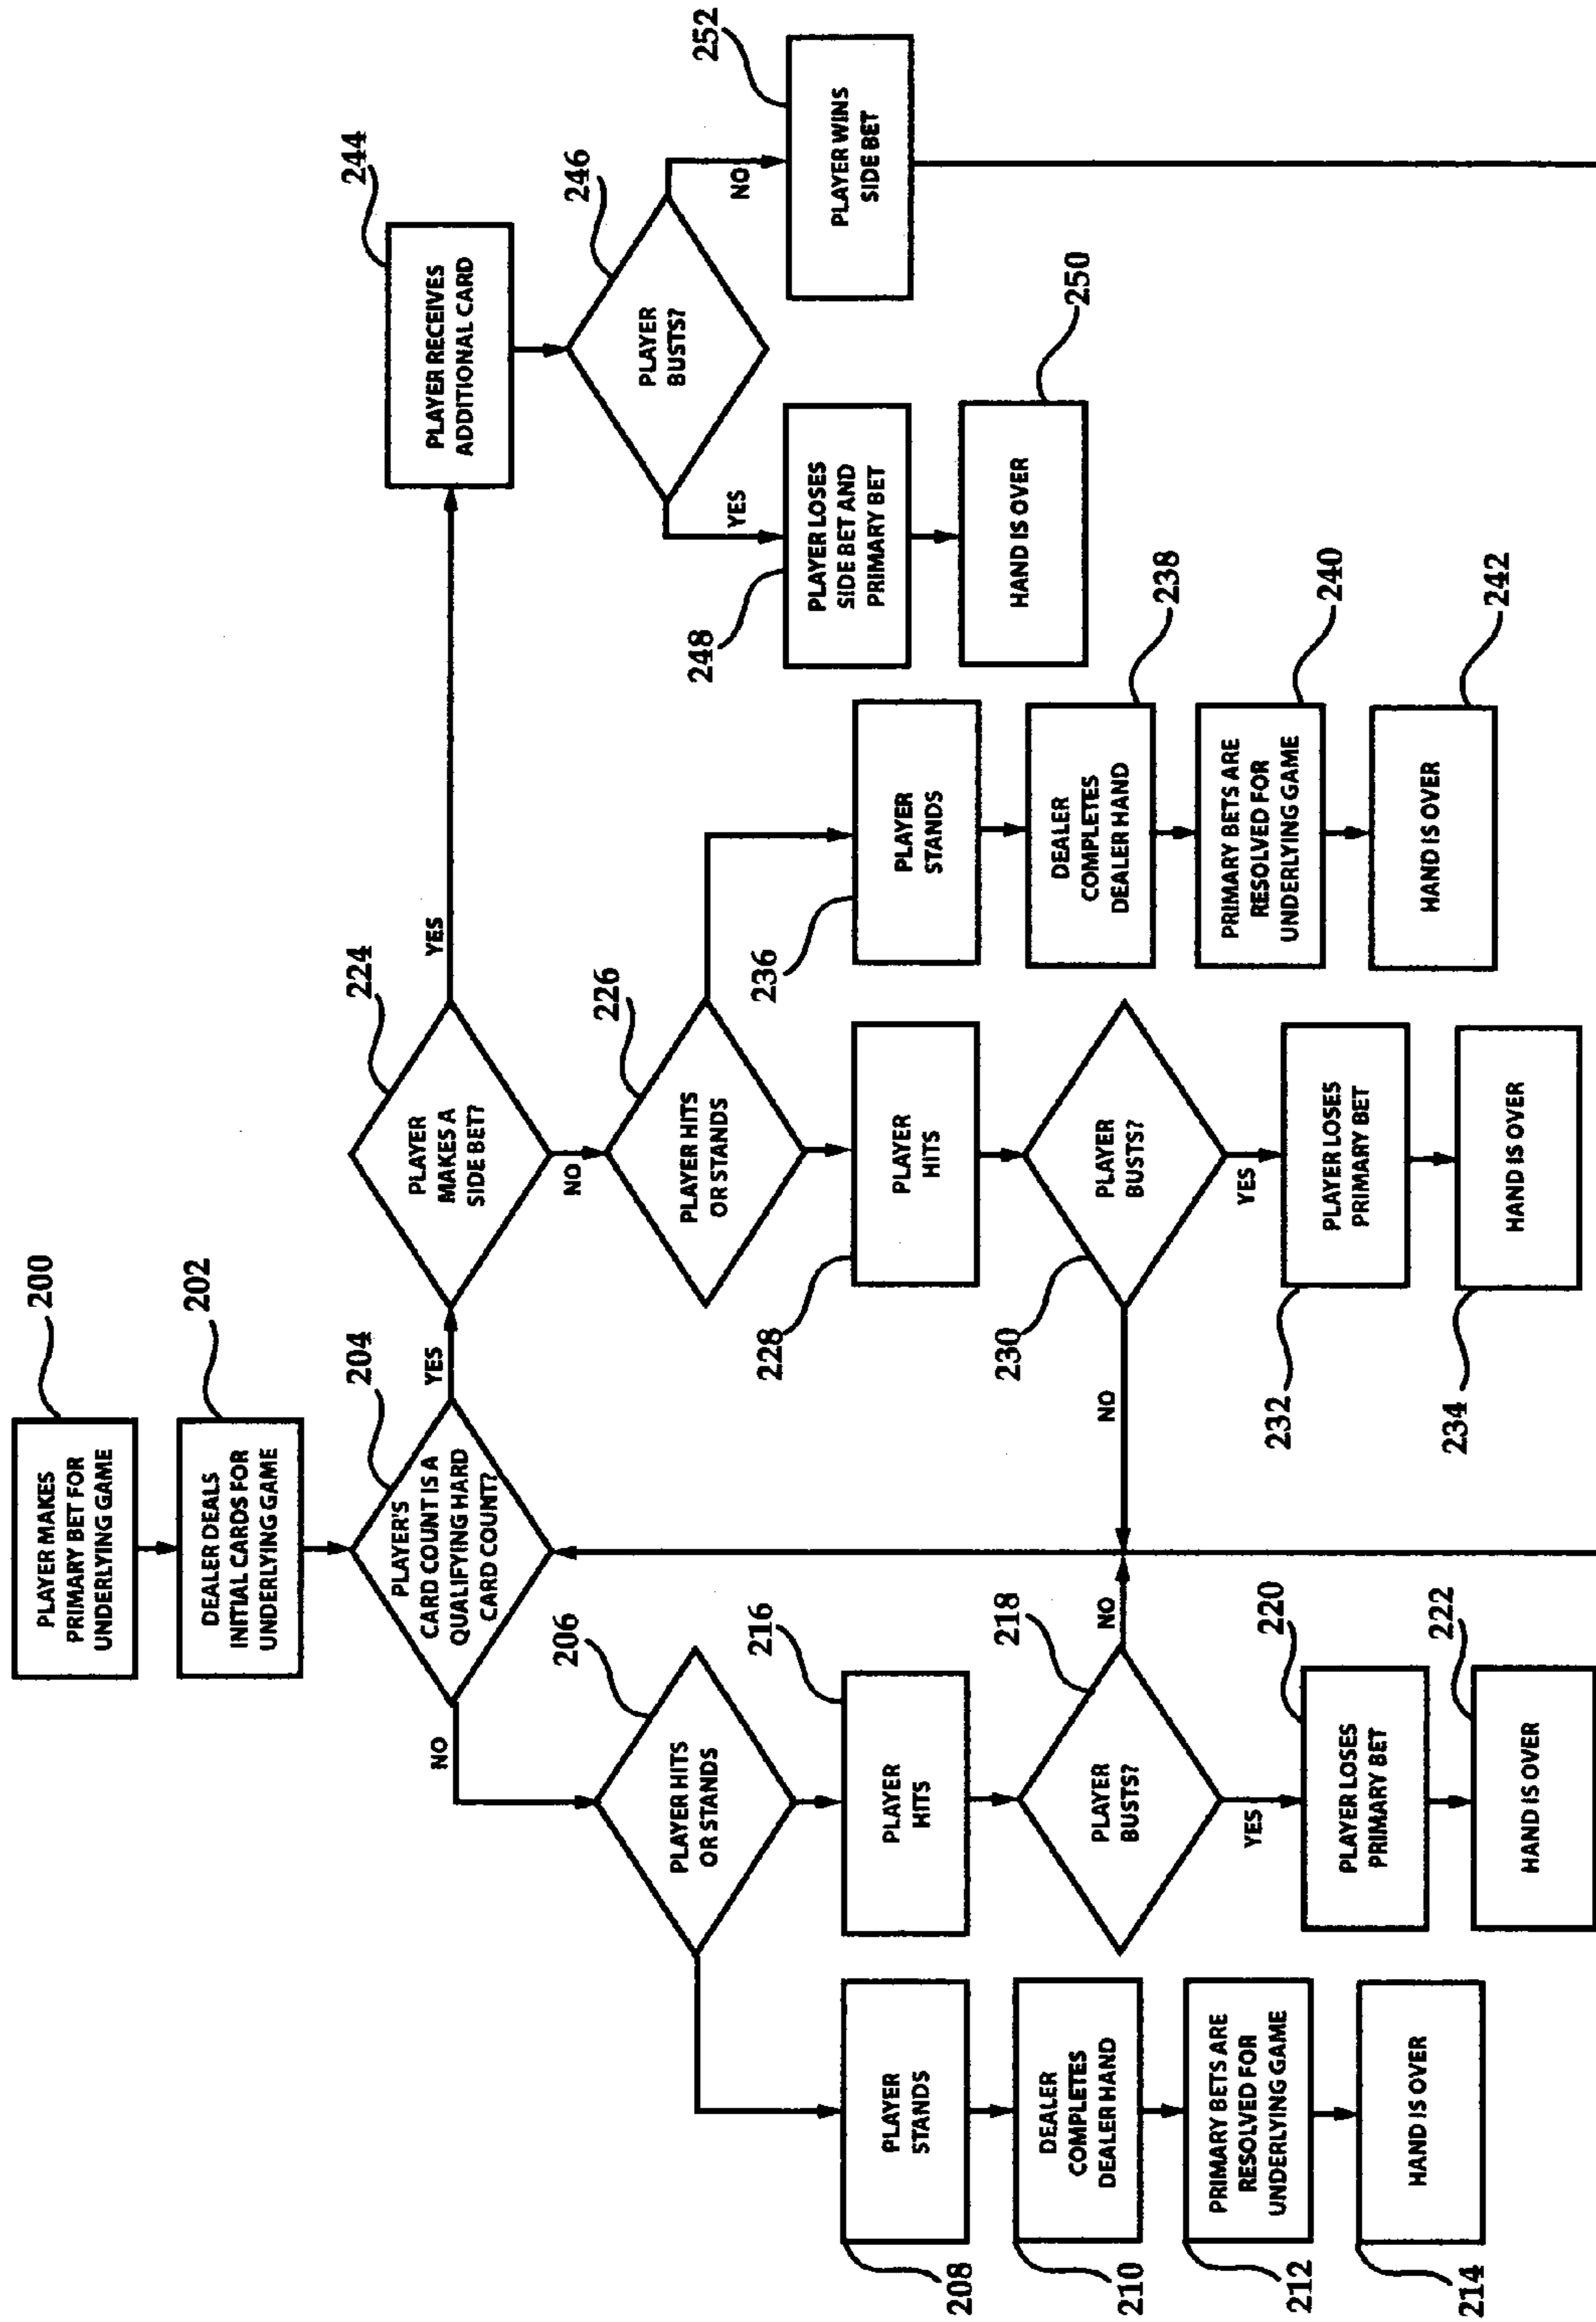 200
PLAYER MAKES
PRIMARY BET FOR
UNDERLYING GAME
202
DEALER DEALS
INITIAL CARDS FOR
UNDERLYING GAME
204
PLAYER'S
CARD COUNT IS A
QUALIFYING HARD
CARD COUNT?
NO
YES
206
PLAYER HITS
OR STANDS
208
PLAYER
STANDS
210
DEALER
COMPLETES
DEALER HAND
212
PRIMARY BETS ARE
RESOLVED FOR
UNDERLYING GAME
214
HAND IS OVER
216
PLAYER
HITS
218
PLAYER
BUSTS?
NO
YES
220
PLAYER LOSES
PRIMARY BET
222
HAND IS OVER
224
PLAYER
MAKES A
SIDE BET?
YES
NO
226
PLAYER HITS
OR STANDS
228
PLAYER
HITS
230
PLAYER
BUSTS?
NO
YES
232
PLAYER LOSES
PRIMARY BET
234
HAND IS OVER
236
PLAYER
STANDS
238
DEALER
COMPLETES
DEALER HAND
240
PRIMARY BETS ARE
RESOLVED FOR
UNDERLYING GAME
242
HAND IS OVER
244
PLAYER RECEIVES
ADDITIONAL CARD
246
PLAYER
BUSTS?
YES
NO
248
PLAYER LOSES
SIDE BET AND
PRIMARY BET
250
HAND IS OVER
252
PLAYER WINS
SIDE BET